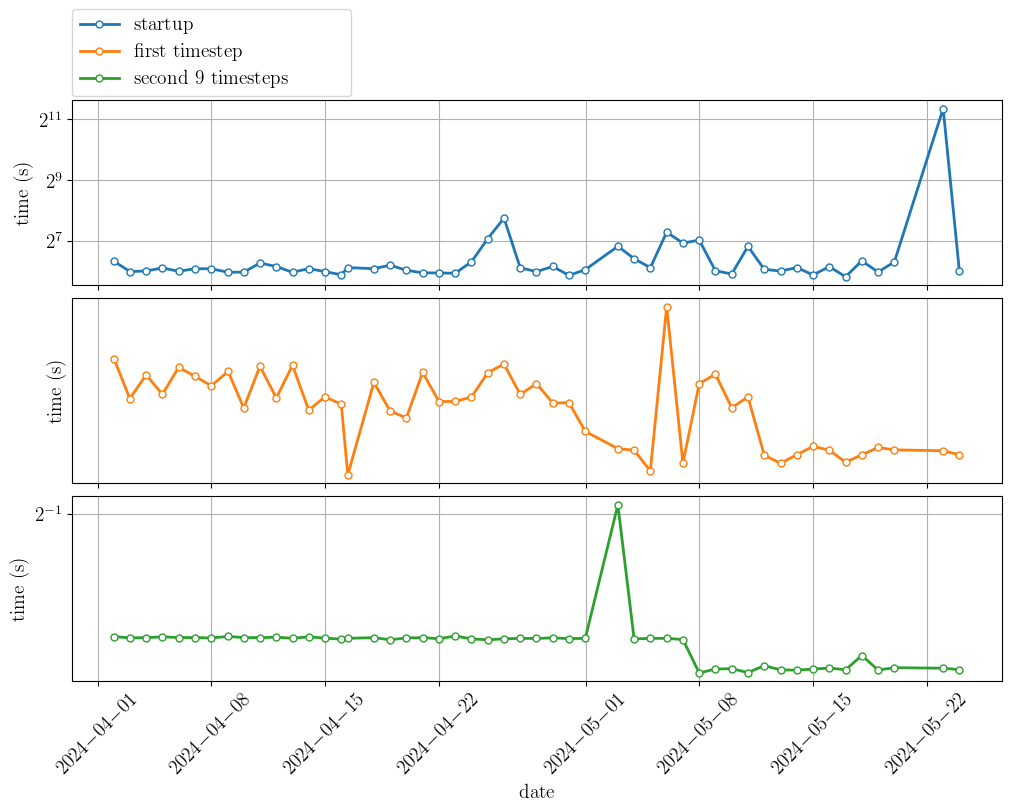 startup
first timestep
second 9 timesteps
2^11
2^9
2^7
time (s)
time (s)
2^−1
time (s)
2024−04−01
2024−04−08
2024−04−15
2024−04−22
2024−05−01
2024−05−08
2024−05−15
2024−05−22
date